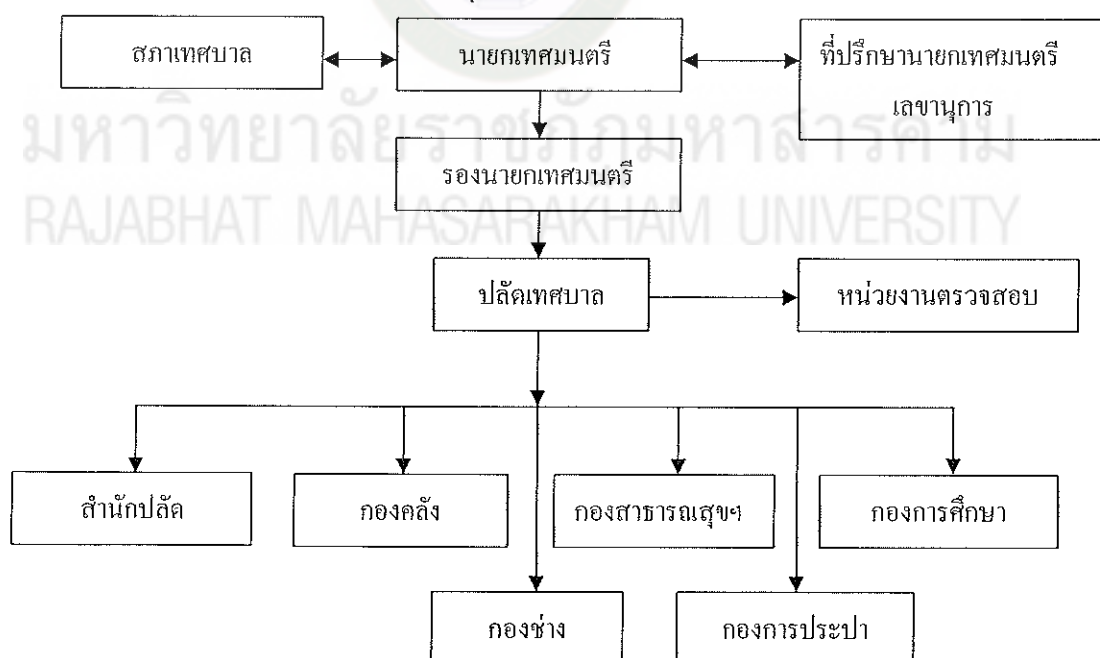 สภาเทศบาล
นายกเทศมนตรี
ที่ปรึกษานายกเทศมนตรี
เลขานุการ
มหาวิทยาลัยราชภัฏมหาสารคาม
RAJABHAT MAHASARAKHAM UNIVERSITY
รองนายกเทศมนตรี
ปลัดเทศบาล
หน่วยงานตรวจสอบ
สำนักปลัด
กองคลัง
กองสาธารณสุขฯ
กองการศึกษา
กองช่าง
กองการประปา